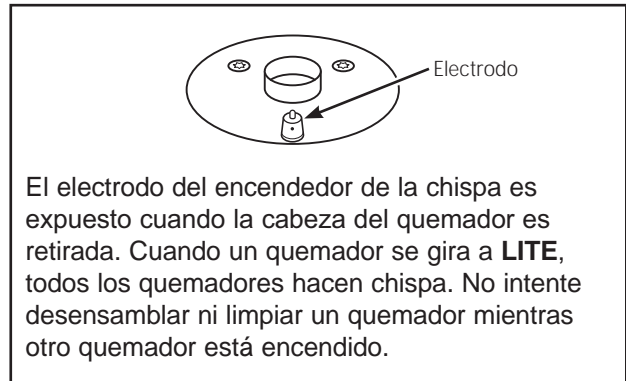 Electrodo
El electrodo del encendedor de la chispa es
expuesto cuando la cabeza del quemador es
retirada. Cuando un quemador se gira a LITE,
todos los quemadores hacen chispa. No intente
desensamblar ni limpiar un quemador mientras
otro quemador está encendido.